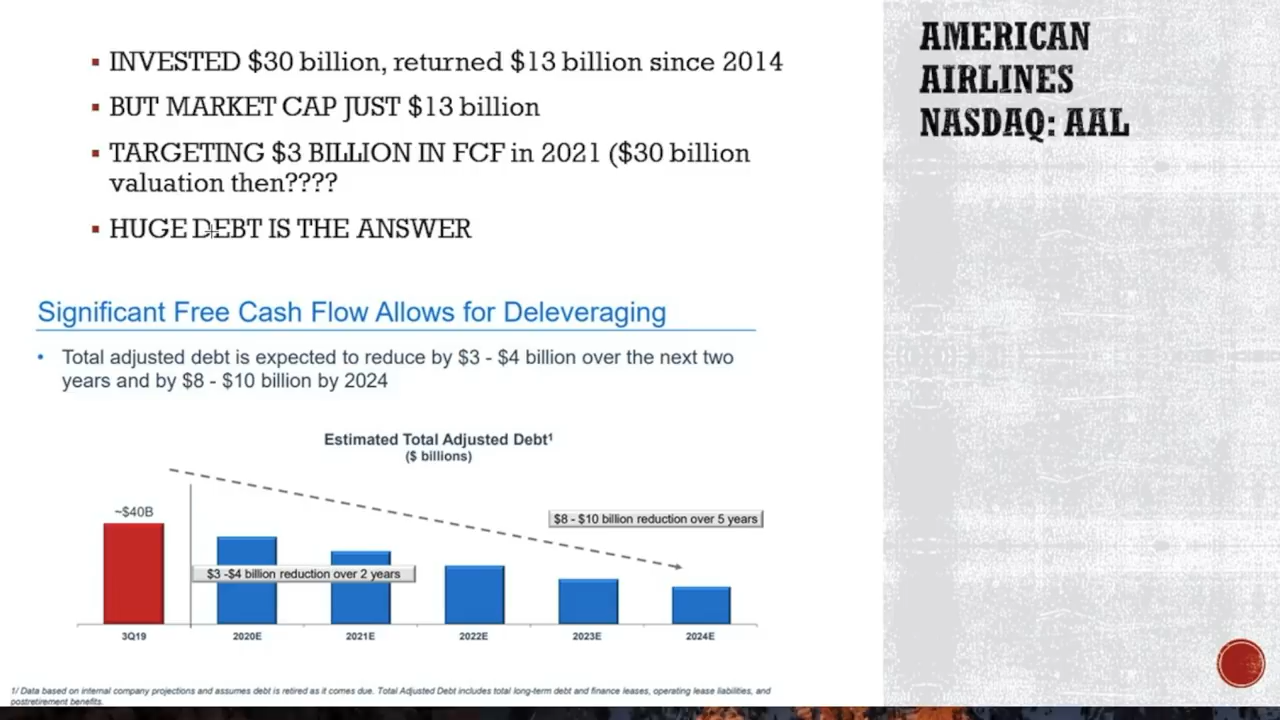 INVESTED $30 billion, returned $13 billion since 2014
BUT MARKET CAP JUST $13 billion
TARGETING $3 BILLION IN FCF in 2021 ($30 billion
valuation then????
HUGE DEBT IS THE ANSWER
AMERICAN
AIRLINES
NASDAQ: AAL
Significant Free Cash Flow Allows for Deleveraging
Total adjusted debt is expected to reduce by $3 - $4 billion over the next two
years and by $8 - $10 billion by 2024
Estimated Total Adjusted Debt¹
($ billions)
~$40B
$8 - $10 billion reduction over 5 years
$3 -$4 billion reduction over 2 years
3Q19 2020E 2021E 2022E 2023E 2024E
1/ Data based on internal company projections and assumes debt is retired as it comes due. Total Adjusted Debt includes total long-term debt and finance leases, operating lease liabilities, and
postretirement benefits.